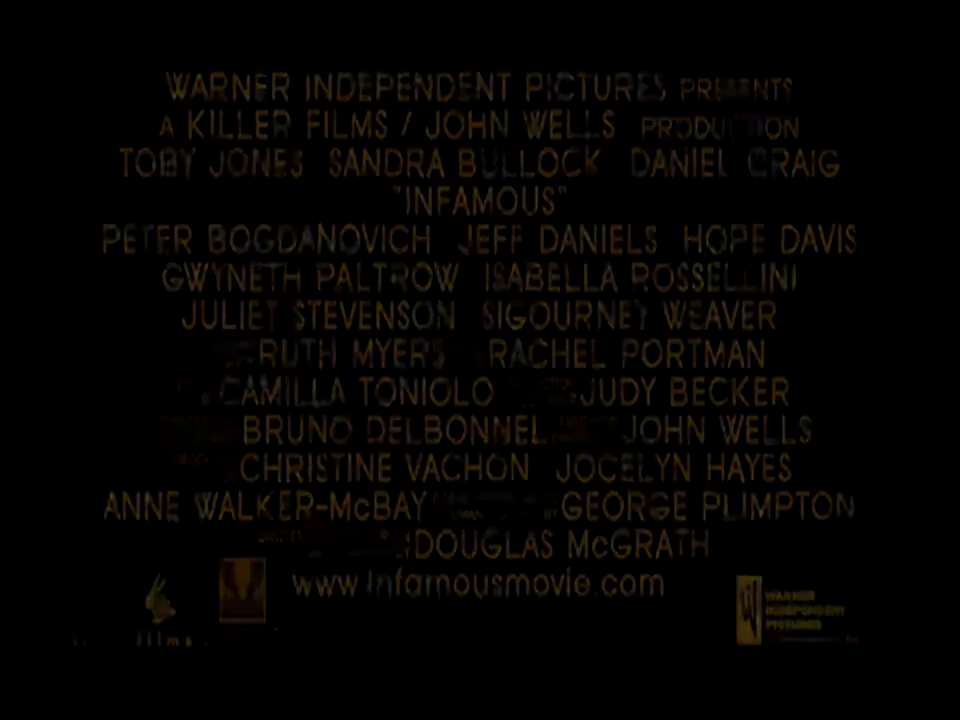 WARNER INDEPENDENT PICTURES PRESENTS
A KILLER FILMS / JOHN WELLS PRODUCTION
TOBY JONES SANDRA BULLOCK DANIEL CRAIG
"INFAMOUS"
PETER BOGDANOVICH JEFF DANIELS HOPE DAVIS
GWYNETH PALTROW ISABELLA ROSSELLINI
JULIET STEVENSON SIGOURNEY WEAVER
RUTH MYERS RACHEL PORTMAN
CAMILLA TONIOLO JUDY BECKER
BRUNO DELBONNEL JOHN WELLS
CHRISTINE VACHON JOCELYN HAYES
ANNE WALKER-McBAY GEORGE PLIMPTON
DOUGLAS McGRATH
www.infamousmovie.com
WARNER
INDEPENDENT
PICTURES
films